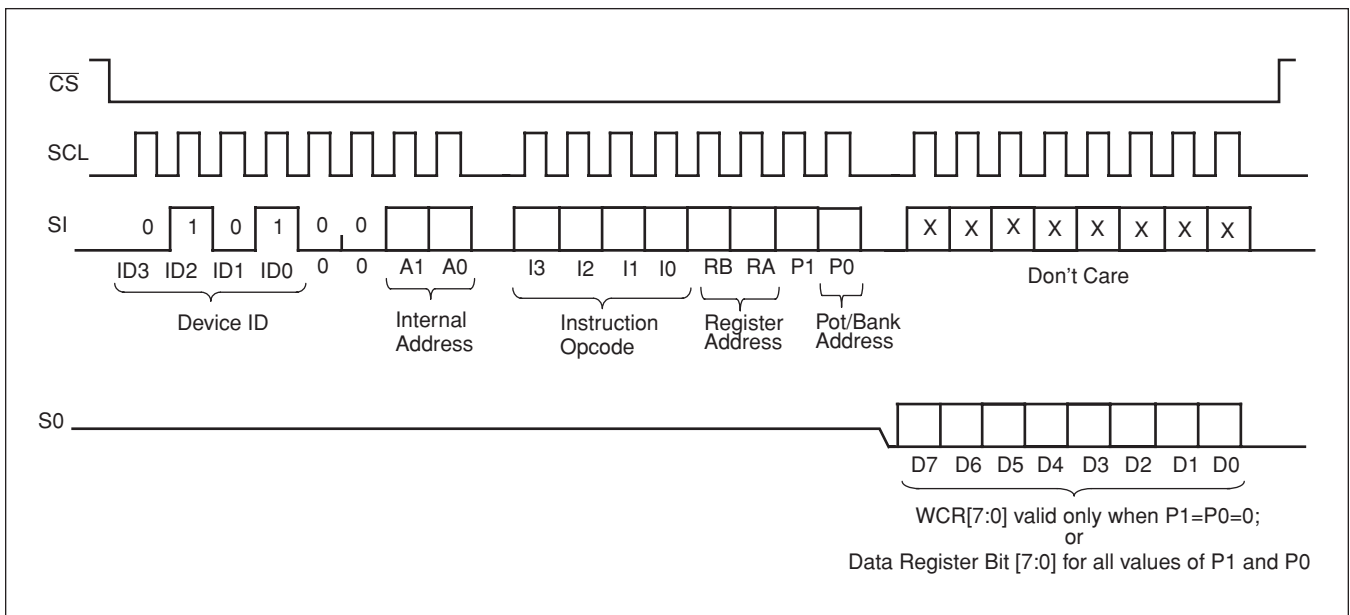 CS
SCL
SI
0 1 0 1 0 0
X X X X X X X X
ID3 ID2 ID1 ID0 0 0 A1 A0 I3 I2 I1 I0 RB RA P1 P0
Don't Care
Device ID
Internal
Address
Instruction
Opcode
Register
Address
Pot/Bank
Address
S0
D7 D6 D5 D4 D3 D2 D1 D0
WCR[7:0] valid only when P1=P0=0;
or
Data Register Bit [7:0] for all values of P1 and P0